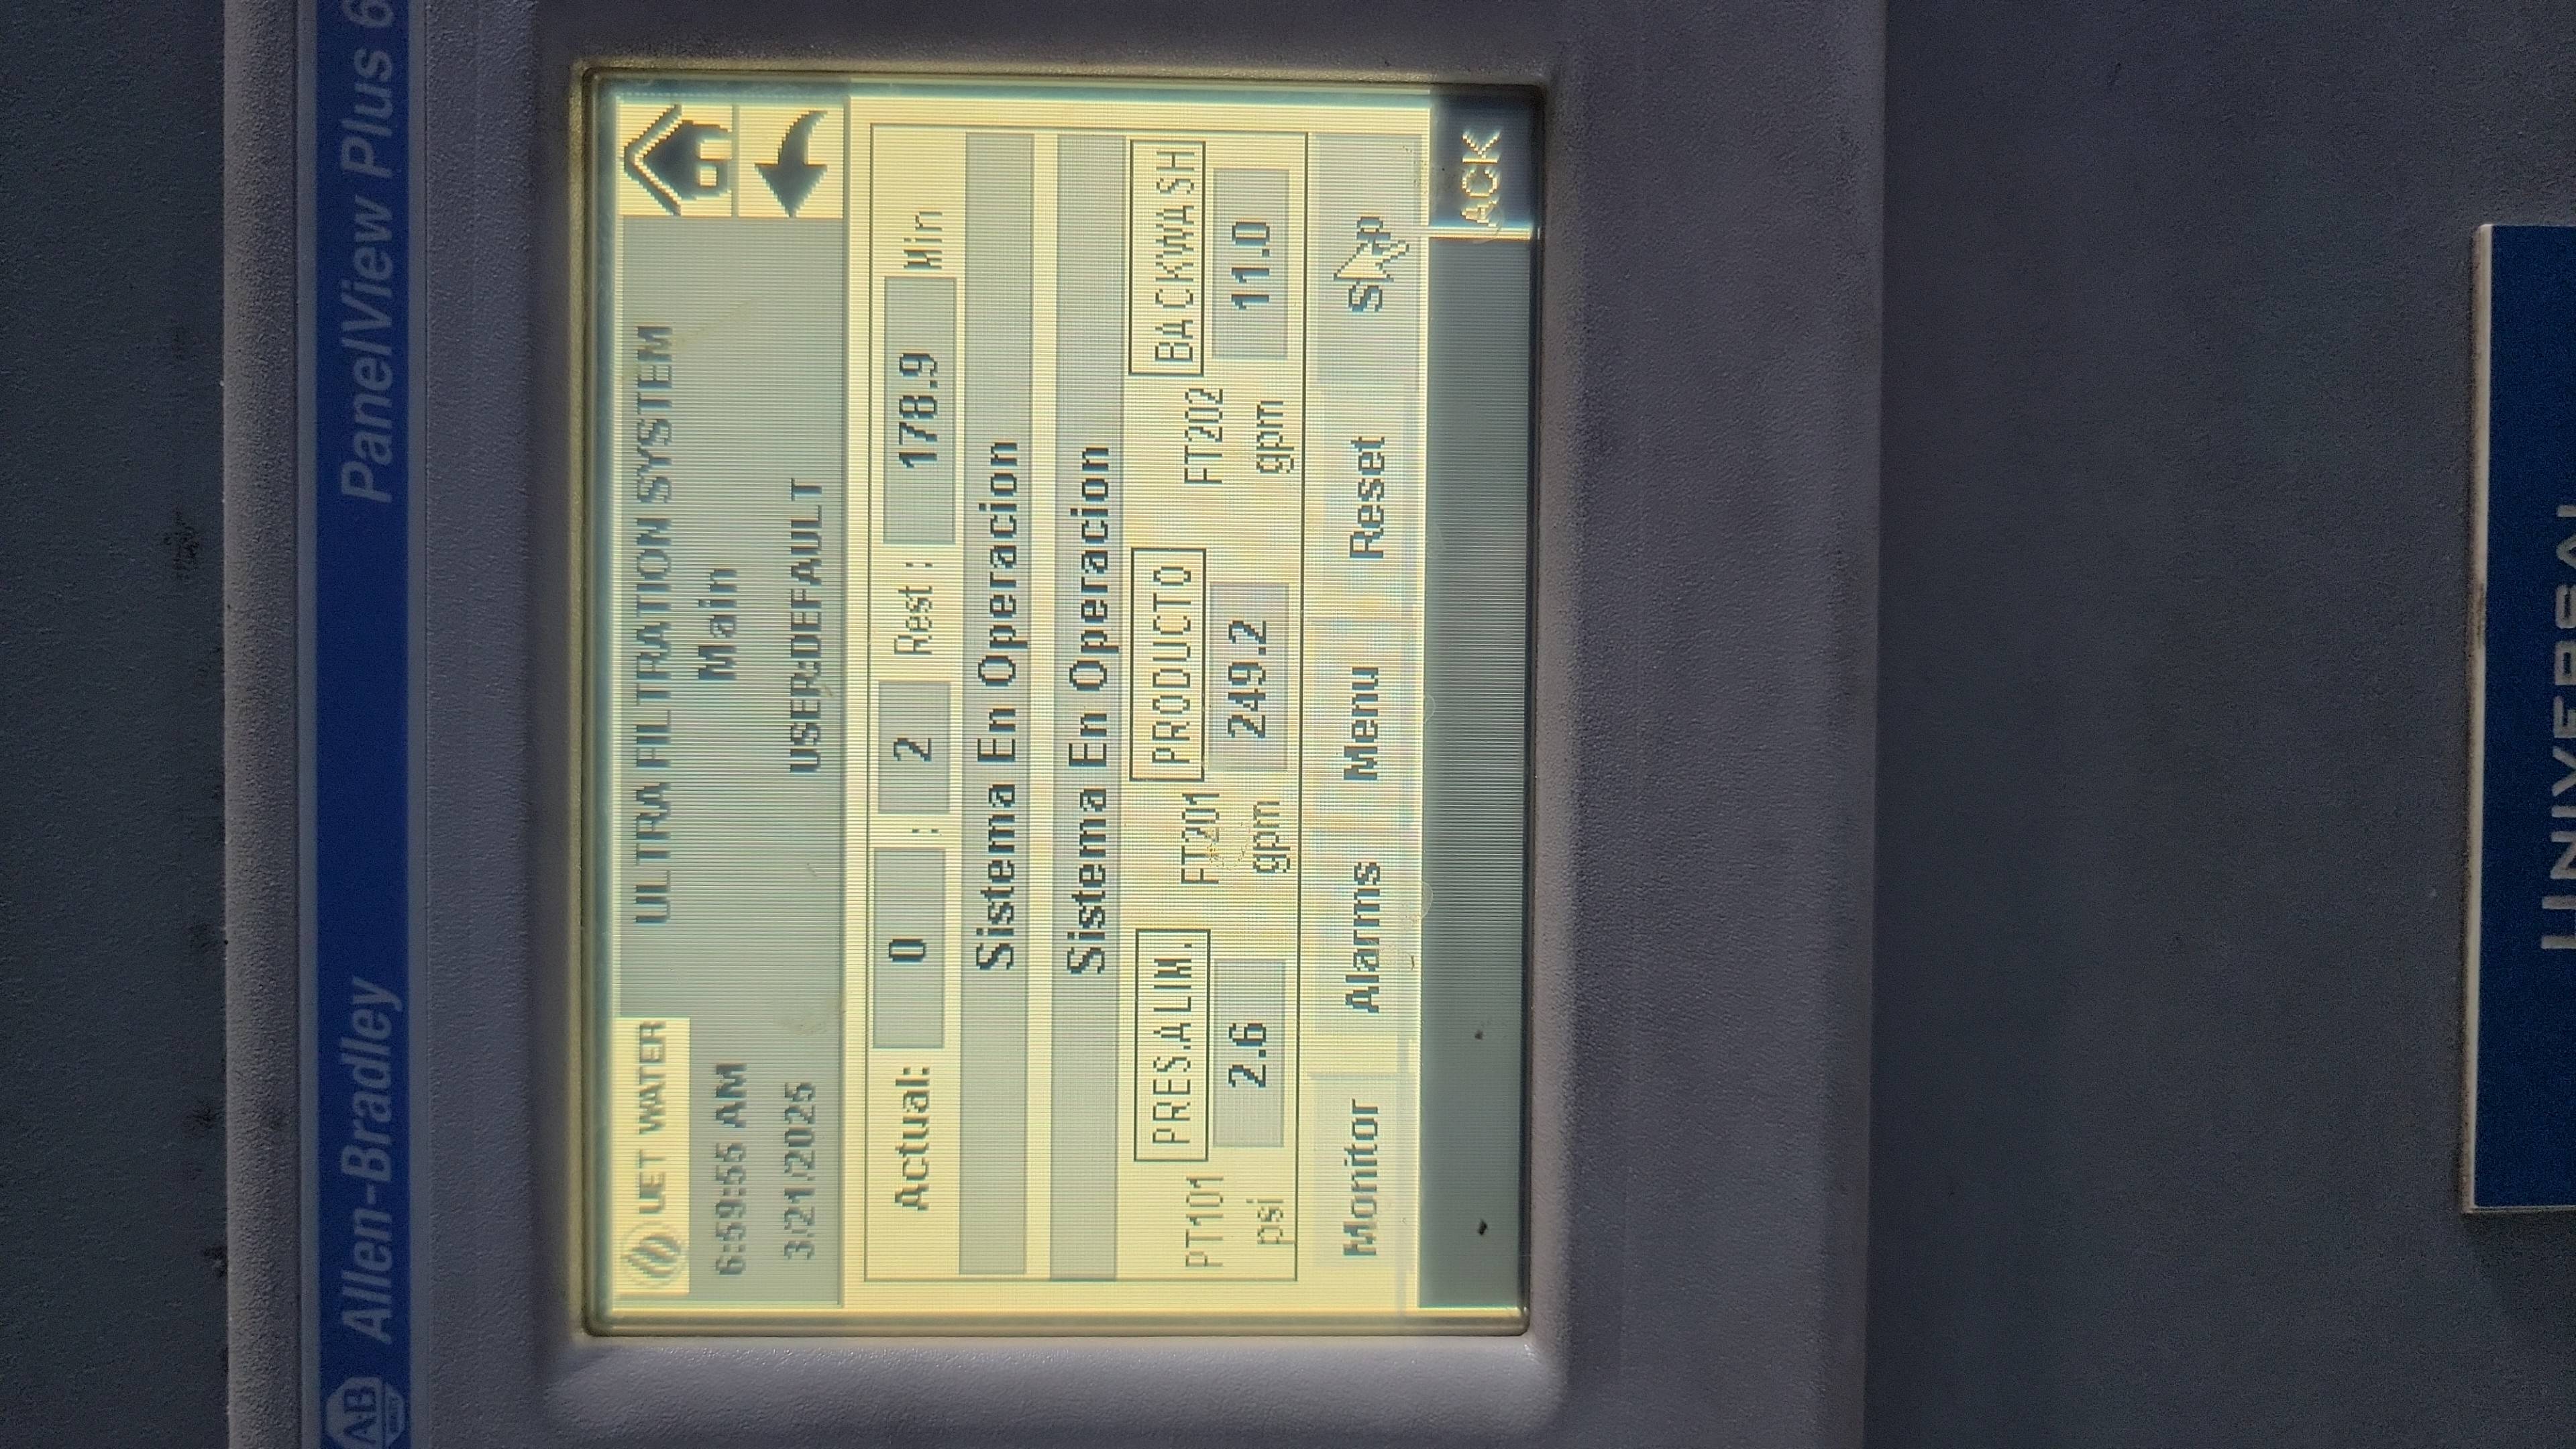 Allen-Bradley PanelView Plus 6
AB
UET WATER
ULTRA FILTRATION SYSTEM
6:59:55 AM
Main
3/21/2025
USER:DEFAULT
Actual: 0 : 2 Rest : 178.9 Min
Sistema En Operacion
Sistema En Operacion
PRES.ALIM. PRODUCTO BACKWASH
PT101 2.6 FT201 249.2 FT202 11.0
psi gpm gpm
Monitor Alarms Menu Reset
ACK